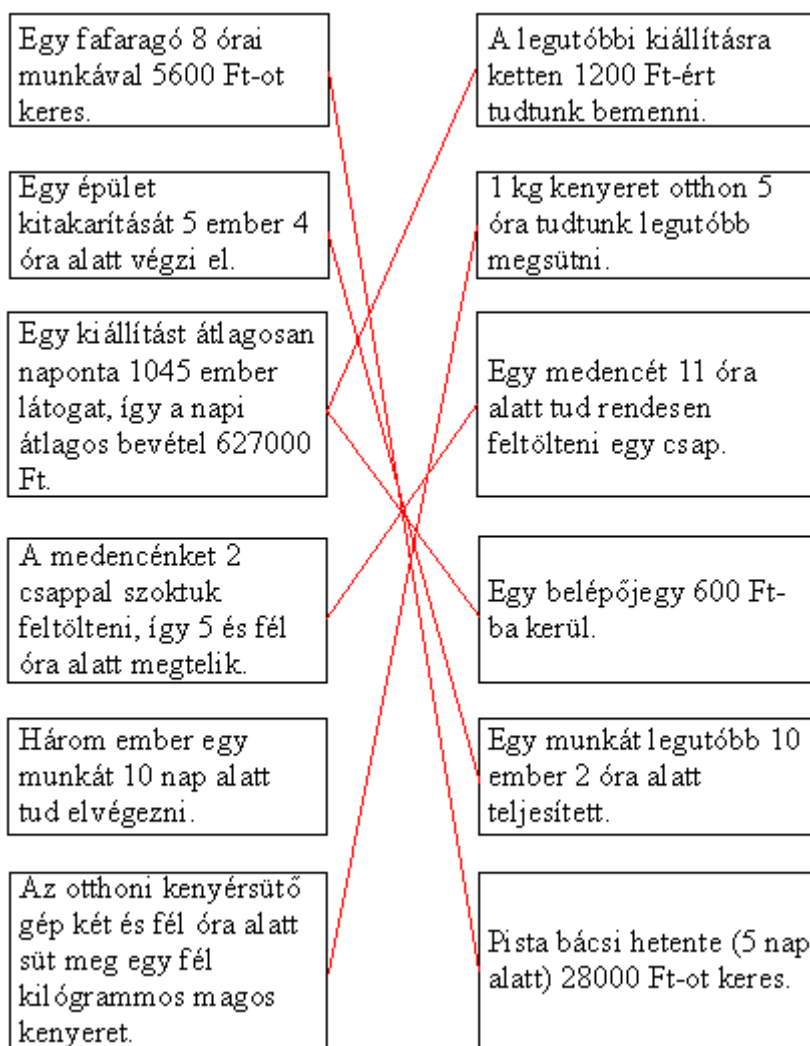 Egy fafaragó 8 órai
munkával 5600 Ft-ot
keres.
Egy épület
kitakarítását 5 ember 4
óra alatt végzi el.
Egy kiállítást átlagosan
naponta 1045 ember
látogat, így a napi
átlagos bevétel 627000
Ft.
A medencénket 2
csappal szoktuk
feltölteni, így 5 és fél
óra alatt megtelik.
Három ember egy
munkát 10 nap alatt
tud elvégezni.
Az otthoni kenyérsütő
gép két és fél óra alatt
süt meg egy fél
kilógrammos magos
kenyeret.
A legutóbbi kiállításra
ketten 1200 Ft-ért
tudtunk bemenni.
1 kg kenyeret otthon 5
óra tudtunk legutóbb
megsütni.
Egy medencét 11 óra
alatt tud rendesen
feltölteni egy csap.
Egy belépőjegy 600 Ft-
ba kerül.
Egy munkát legutóbb 10
ember 2 óra alatt
teljesített.
Pista bácsi hetente (5 nap
alatt) 28000 Ft-ot keres.